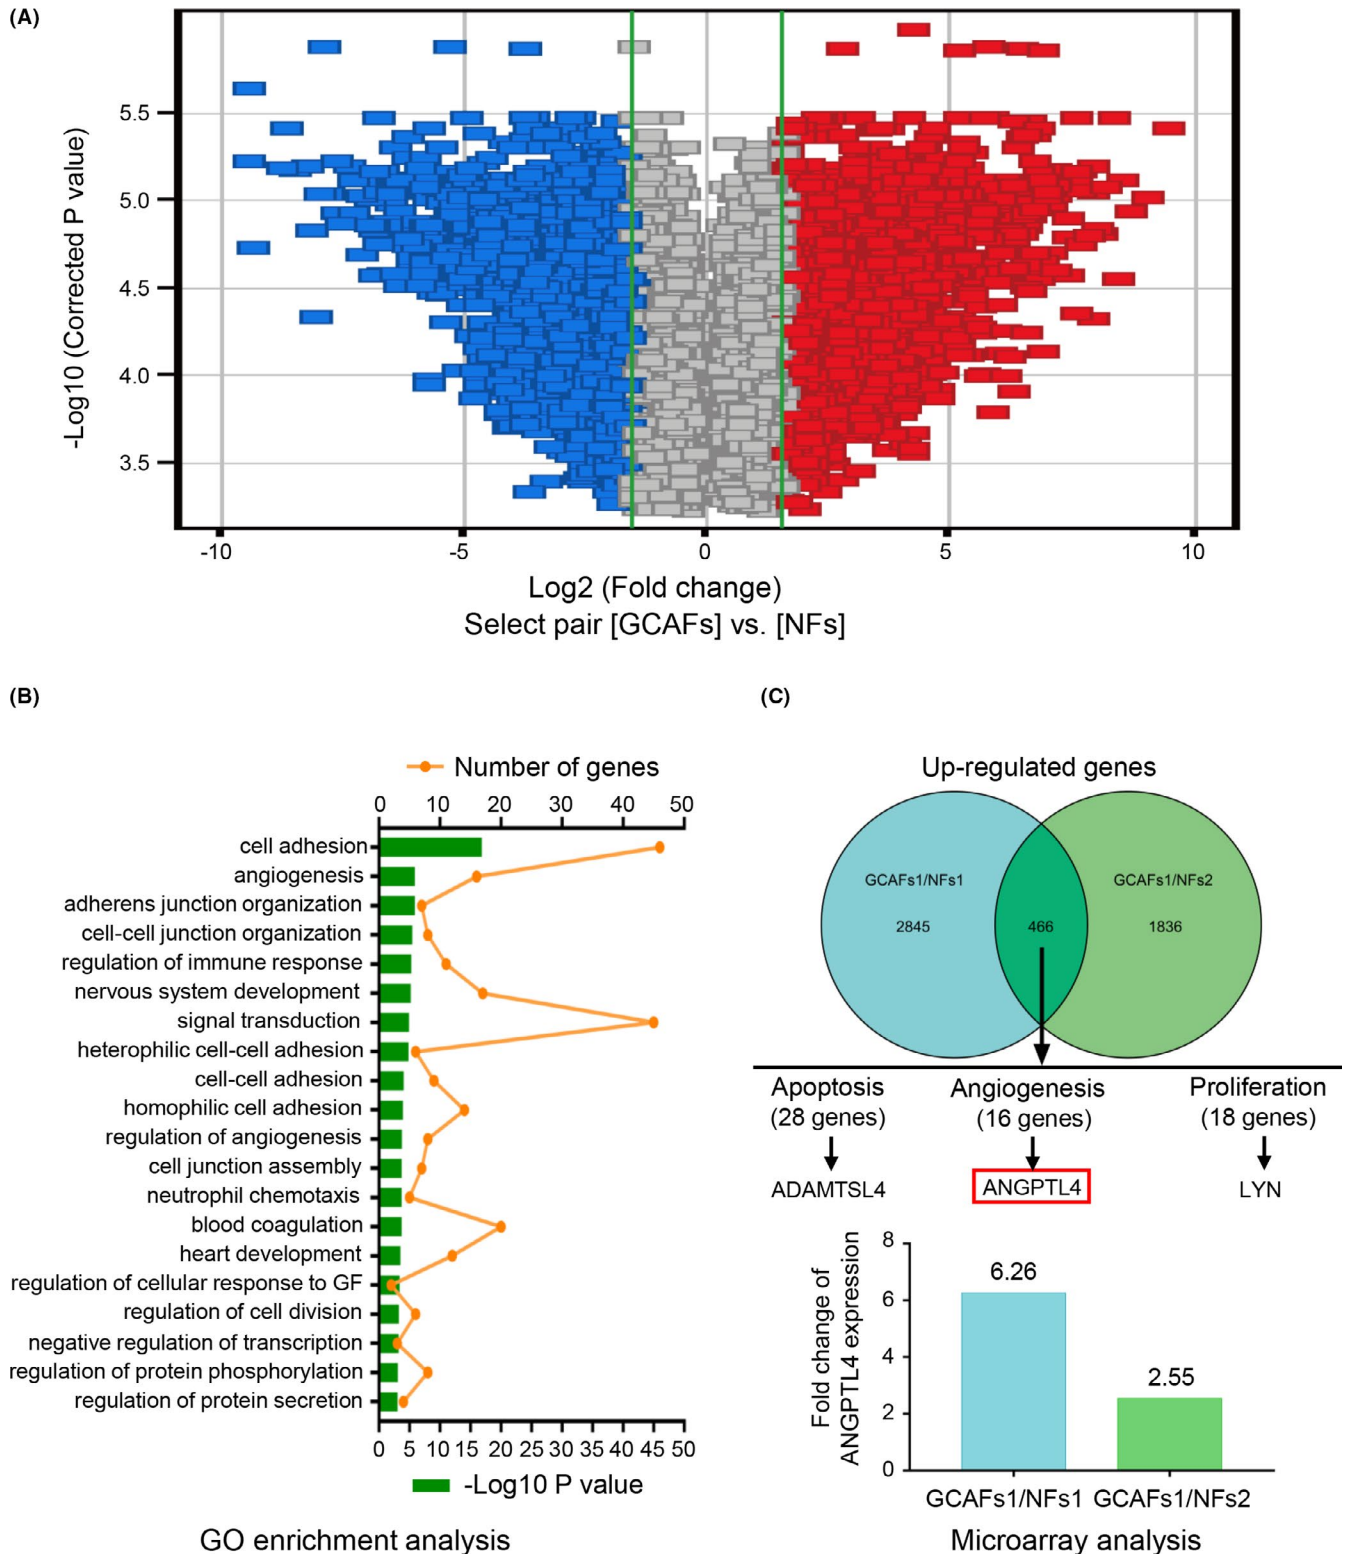 (A)
-Log10 (Corrected P value)
5.5
5.0
4.5
4.0
3.5
-10 -5 0 5 10
Log2 (Fold change)
Select pair [GCAFs] vs. [NFs]
(B)
Number of genes
0 10 20 30 40 50
cell adhesion
angiogenesis
adherens junction organization
cell-cell junction organization
regulation of immune response
nervous system development
signal transduction
heterophilic cell-cell adhesion
cell-cell adhesion
homophilic cell adhesion
regulation of angiogenesis
cell junction assembly
neutrophil chemotaxis
blood coagulation
heart development
regulation of cellular response to GF
regulation of cell division
negative regulation of transcription
regulation of protein phosphorylation
regulation of protein secretion
0 5 10 15 20 25 30 35 40 45 50
-Log10 P value
GO enrichment analysis
(C)
Up-regulated genes
GCAFs1/NFs1 GCAFs1/NFs2
2845 466 1836
Apoptosis Angiogenesis Proliferation
(28 genes) (16 genes) (18 genes)
ADAMTSL4 ANGPTL4 LYN
Fold change of
ANGPTL4 expression
8
6
4
2
0
6.26
2.55
GCAFs1/NFs1 GCAFs1/NFs2
Microarray analysis